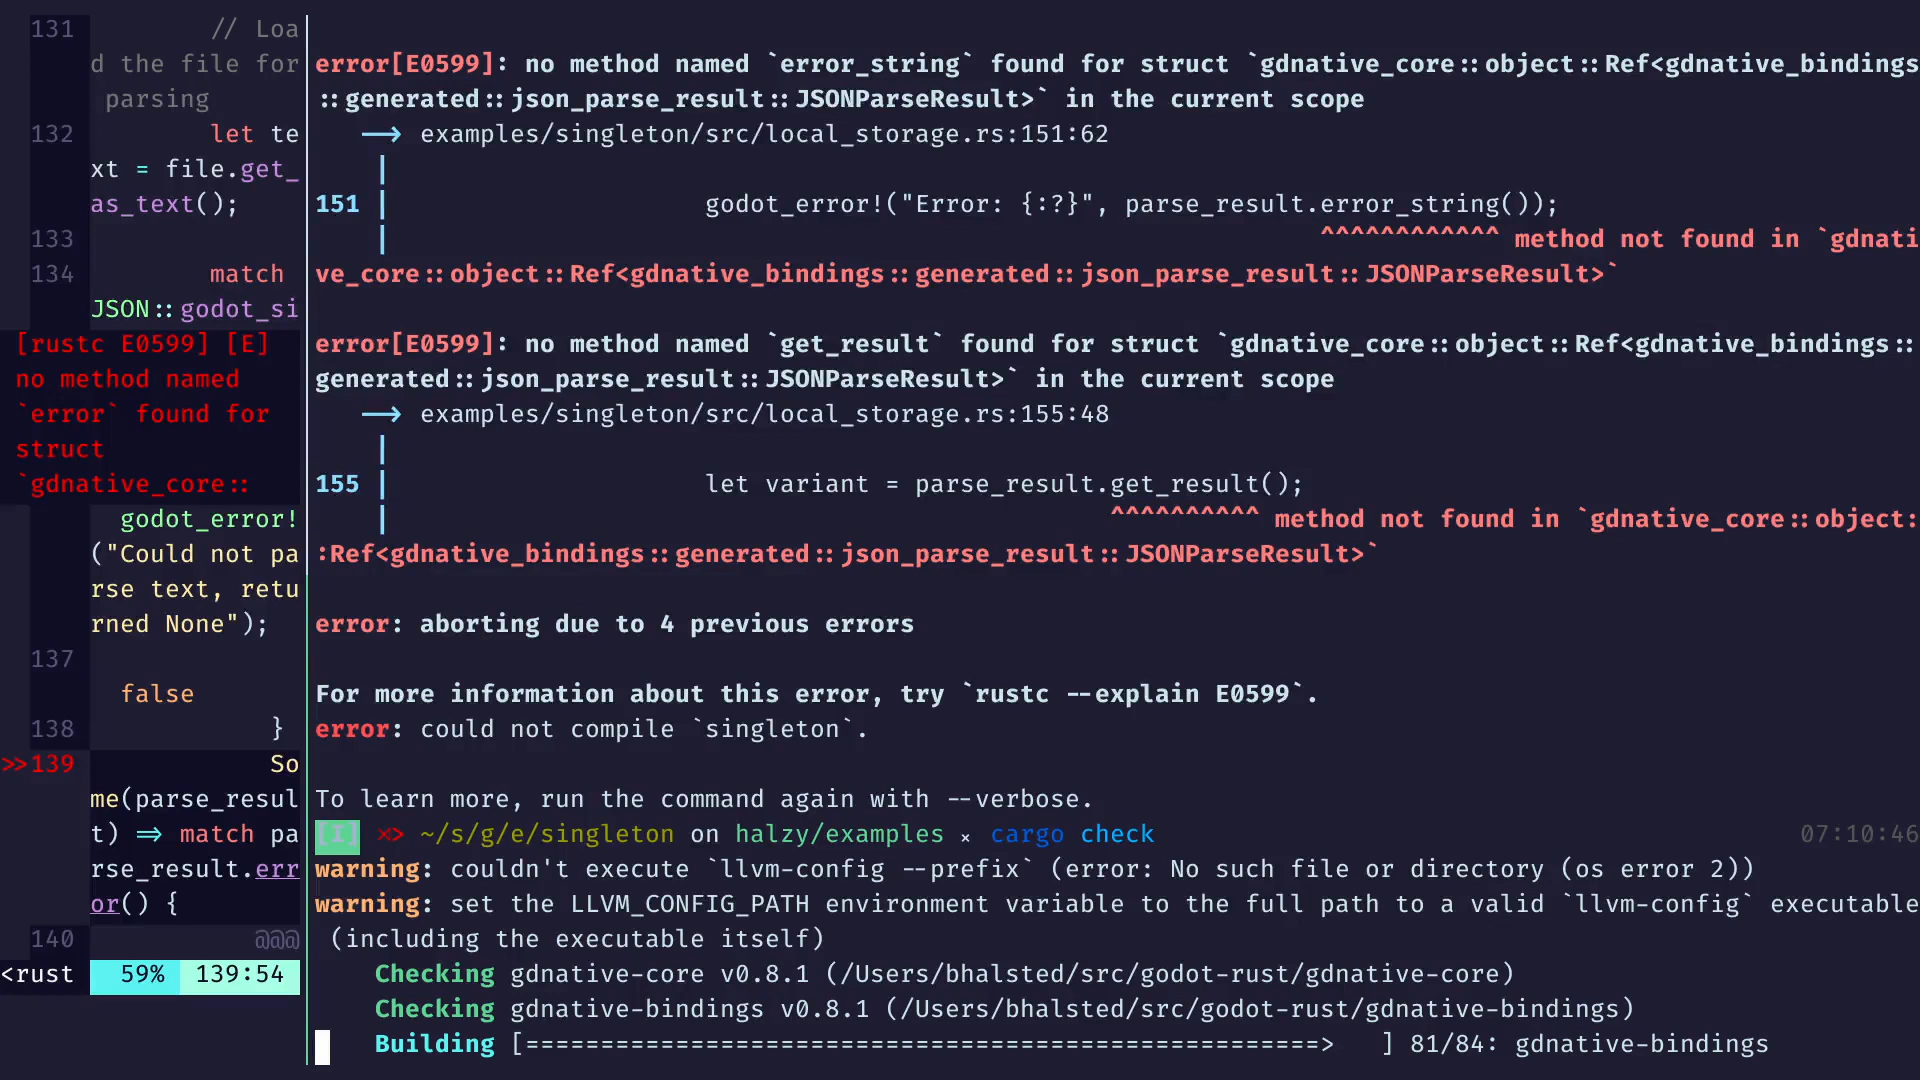 131         // Loa
d the file for
 parsing
132         let te
xt = file.get_
as_text();
133
134         match
JSON::godot_si
[rustc E0599] [E]
no method named
`error` found for
struct
`gdnative_core::
godot_error!
("Could not pa
rse text, retu
rned None");
137
false
138             }
>>139             So
me(parse_resul
t) => match pa
rse_result.err
or() {
140            @@@
<rust   59%  139:54
error[E0599]: no method named `error_string` found for struct `gdnative_core::object::Ref<gdnative_bindings
::generated::json_parse_result::JSONParseResult>` in the current scope
   --> examples/singleton/src/local_storage.rs:151:62
    |
151 |                     godot_error!("Error: {:?}", parse_result.error_string());
    |                                                              ^^^^^^^^^^^^ method not found in `gdnati
ve_core::object::Ref<gdnative_bindings::generated::json_parse_result::JSONParseResult>`
error[E0599]: no method named `get_result` found for struct `gdnative_core::object::Ref<gdnative_bindings::
generated::json_parse_result::JSONParseResult>` in the current scope
   --> examples/singleton/src/local_storage.rs:155:48
    |
155 |                     let variant = parse_result.get_result();
    |                                                ^^^^^^^^^^ method not found in `gdnative_core::object:
:Ref<gdnative_bindings::generated::json_parse_result::JSONParseResult>`
error: aborting due to 4 previous errors
For more information about this error, try `rustc --explain E0599`.
error: could not compile `singleton`.
To learn more, run the command again with --verbose.
[I] ×> ~/s/g/e/singleton on halzy/examples × cargo check 07:10:46
warning: couldn't execute `llvm-config --prefix` (error: No such file or directory (os error 2))
warning: set the LLVM_CONFIG_PATH environment variable to the full path to a valid `llvm-config` executable
 (including the executable itself)
    Checking gdnative-core v0.8.1 (/Users/bhalsted/src/godot-rust/gdnative-core)
    Checking gdnative-bindings v0.8.1 (/Users/bhalsted/src/godot-rust/gdnative-bindings)
    Building [=====================================================>   ] 81/84: gdnative-bindings